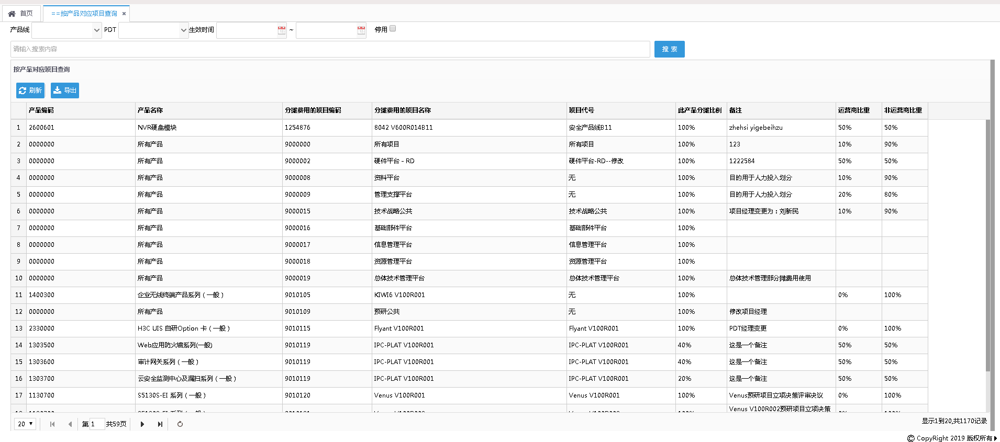 首页 ==按产品对应项目查询 ×
产品线 PDT 生效时间 ~ 停用
请输入搜索内容 搜 索
按产品对应项目查询
刷新 导出
产品编码 产品名称 分摊费用的项目编码 分摊费用的项目名称 项目代号 此产品分摊比例 备注 运营商比重 非运营商比重
1 2600601 NVR硬盘模块 1254876 8042 V600R014B11 安全产品线B11 100% zhehsi yigebeihzu 50% 50%
2 0000000 所有产品 9000000 所有项目 所有项目 100% 123 10% 90%
3 0000000 所有产品 9000002 硬件平台 - RD 硬件平台-RD--修改 100% 1222584 50% 50%
4 0000000 所有产品 9000008 资料平台 无 100% 目的用于人力投入划分 10% 90%
5 0000000 所有产品 9000009 管理支撑平台 无 100% 目的用于人力投入划分 20% 80%
6 0000000 所有产品 9000015 技术战略公共 技术战略公共 100% 项目经理变更为：刘新民 10% 90%
7 0000000 所有产品 9000016 基础部件平台 基础部件平台 100%
8 0000000 所有产品 9000017 信息管理平台 信息管理平台 100%
9 0000000 所有产品 9000018 资源管理平台 资源管理平台 100%
10 0000000 所有产品 9000019 总体技术管理平台 总体技术管理平台 100% 总体技术管理部分摊费用使用
11 1400300 企业无线终端产品系列（一般） 9010105 KIWI6 V100R001 无 100% 0% 100%
12 0000000 所有产品 9010109 预研公共 无 100% 修改项目经理
13 2330000 H3C UIS 自研Option 卡（一般） 9010115 Flyant V100R001 Flyant V100R001 100% PDT经理变更 0% 100%
14 1303500 Web应用防火墙系列(一般) 9010119 IPC-PLAT V100R001 IPC-PLAT V100R001 40% 这是一个备注 50% 50%
15 1303600 审计网关系列（一般） 9010119 IPC-PLAT V100R001 IPC-PLAT V100R001 40% 这是一个备注 50% 50%
16 1303700 云安全监测中心及漏扫系列（一般） 9010119 IPC-PLAT V100R001 IPC-PLAT V100R001 20% 这是一个备注 50% 50%
17 1130700 S5130S-EI 系列（一般） 9010120 Venus V100R001 Venus V100R001 100% Venus预研项目立项决策评审决议 0% 100%
Venus V100R002预研项目立项决策
20 第 1 共59页 显示1到20,共1170记录
© CopyRight 2019 版权所有